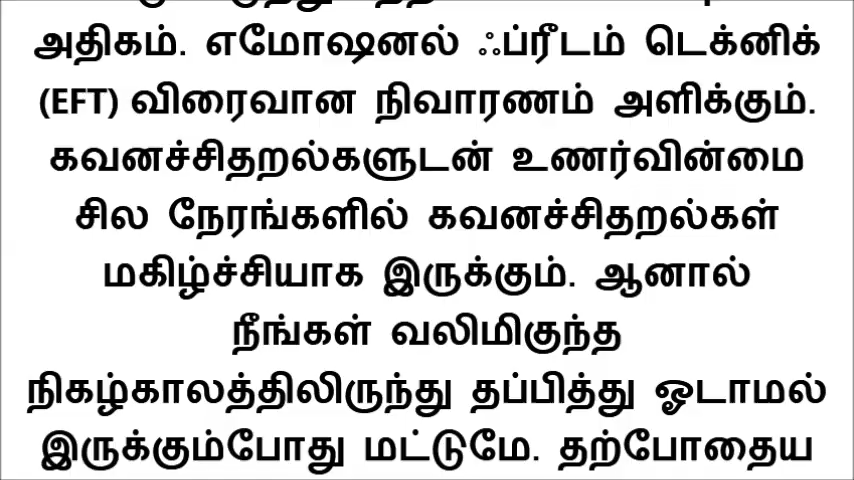 அதிகம். எமோஷனல் ஃப்ரீடம் டெக்னிக்
(EFT) விரைவான நிவாரணம் அளிக்கும்.
கவனச்சிதறல்களுடன் உணர்வின்மை
சில நேரங்களில் கவனச்சிதறல்கள்
மகிழ்ச்சியாக இருக்கும். ஆனால்
நீங்கள் வலிமிகுந்த
நிகழ்காலத்திலிருந்து தப்பித்து ஓடாமல்
இருக்கும்போது மட்டுமே. தற்போதைய